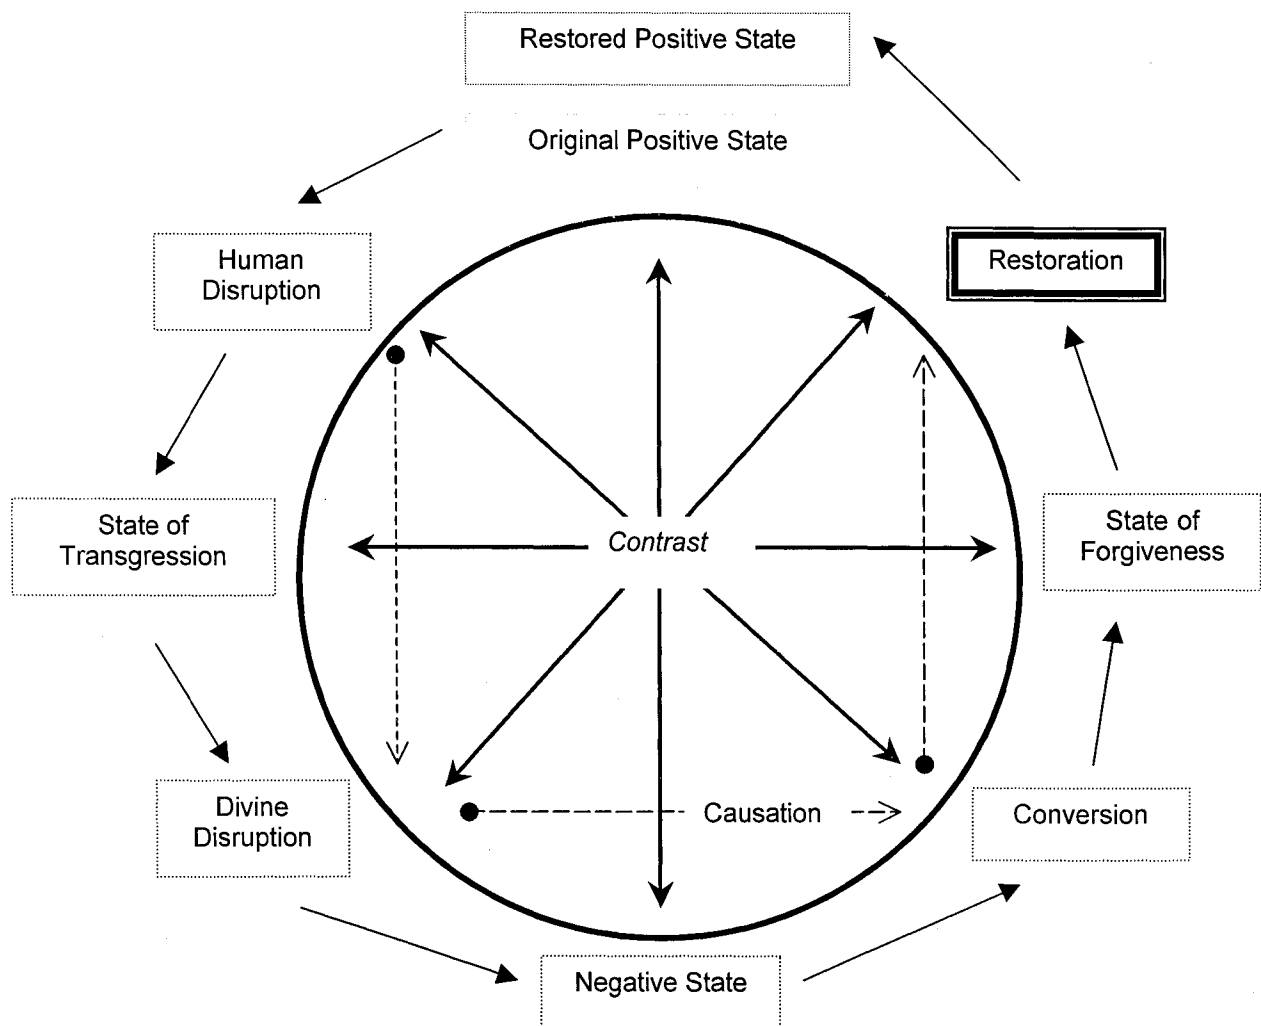 Restored Positive State
Original Positive State
Human
Disruption
Restoration
State of
Transgression
Contrast
State of
Forgiveness
Divine
Disruption
Causation
Conversion
Negative State